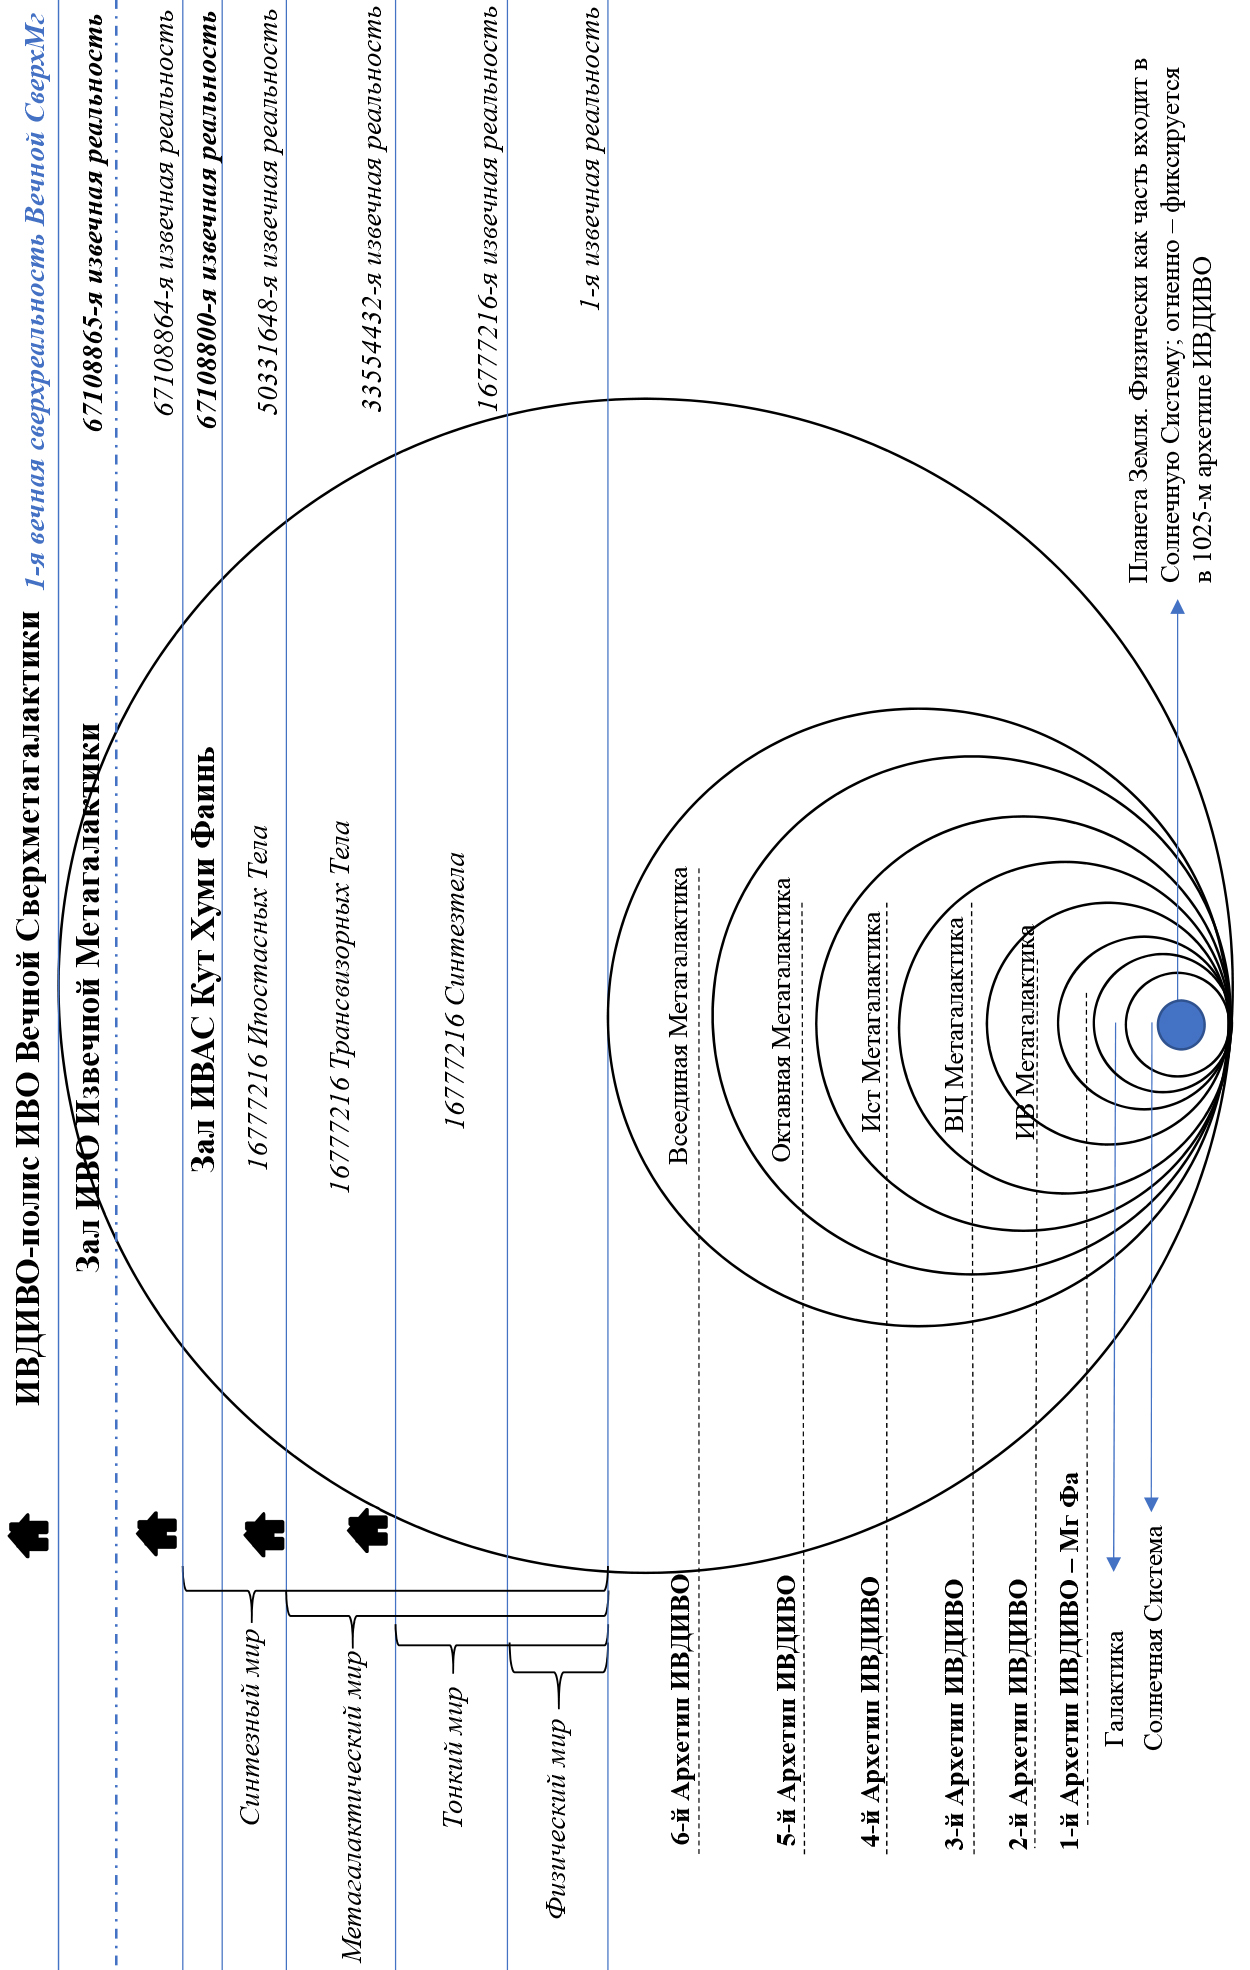 ИВДИВО-полис ИВО Вечной Сверхметагалактики
1-я вечная сверхреальность Вечной СверхМг
Зал ИВО Извечной Метагалактики
67108865-я извечная реальность
67108864-я извечная реальность
Зал ИВАС Кут Хуми Фаинь
67108800-я извечная реальность
Синтезный мир
16777216 Ипостасных Тела
50331648-я извечная реальность
Метагалактический мир
16777216 Трансвизорных Тела
33554432-я извечная реальность
Тонкий мир
16777216 Синтезтела
16777216-я извечная реальность
Физический мир
1-я извечная реальность
6-й Архетип ИВДИВО
Всеединая Метагалактика
5-й Архетип ИВДИВО
Октавная Метагалактика
4-й Архетип ИВДИВО
Ист Метагалактика
3-й Архетип ИВДИВО
ВЦ Метагалактика
2-й Архетип ИВДИВО
ИВ Метагалактика
1-й Архетип ИВДИВО – Мг Фа
Галактика
Солнечная Система
Планета Земля. Физически как часть входит в
Солнечную Систему; огненно – фиксируется
в 1025-м архетипе ИВДИВО